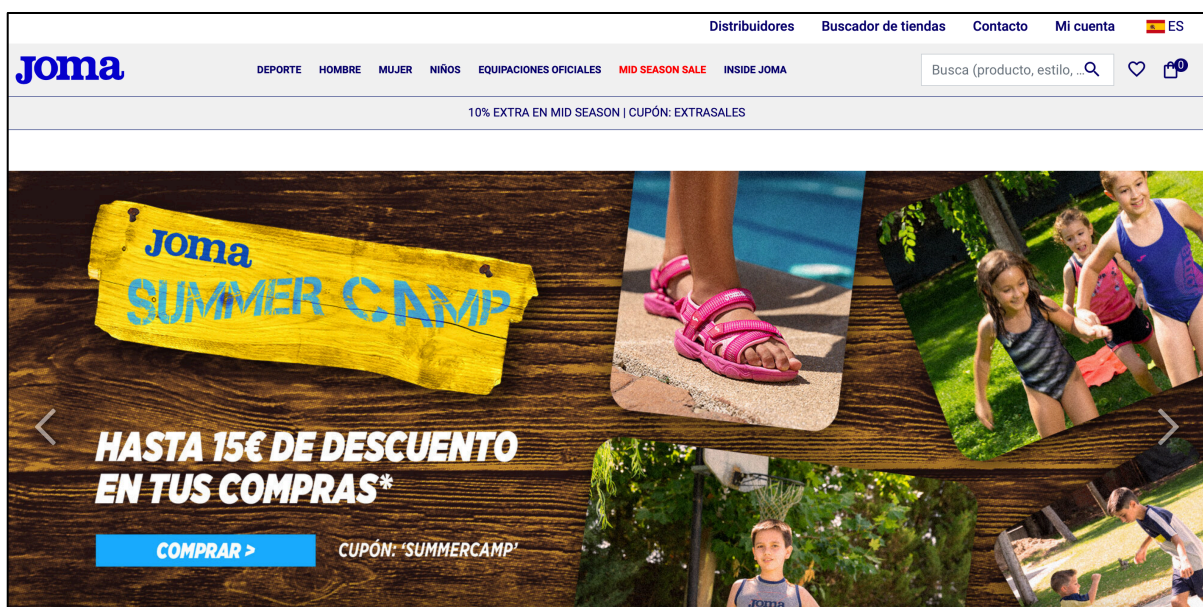 Distribuidores Buscador de tiendas Contacto Mi cuenta ES
Joma DEPORTE HOMBRE MUJER NIÑOS EQUIPACIONES OFICIALES MID SEASON SALE INSIDE JOMA Busca (producto, estilo, ... 0
10% EXTRA EN MID SEASON | CUPÓN: EXTRASALES
Joma
SUMMER CAMP
HASTA 15€ DE DESCUENTO
EN TUS COMPRAS*
COMPRAR > CUPÓN: 'SUMMERCAMP'
Joma